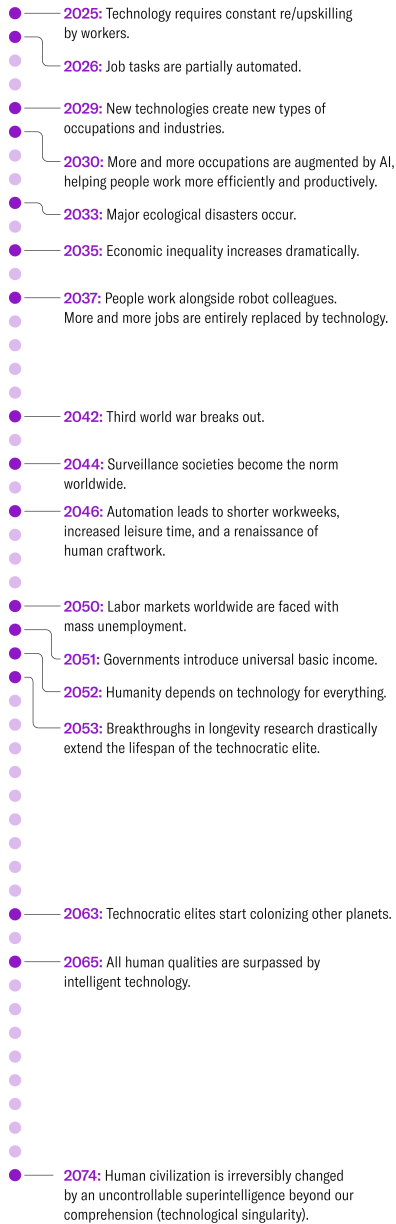 2025: Technology requires constant re/upskilling
by workers.
2026: Job tasks are partially automated.
2029: New technologies create new types of
occupations and industries.
2030: More and more occupations are augmented by AI,
helping people work more efficiently and productively.
2033: Major ecological disasters occur.
2035: Economic inequality increases dramatically.
2037: People work alongside robot colleagues.
More and more jobs are entirely replaced by technology.
2042: Third world war breaks out.
2044: Surveillance societies become the norm
worldwide.
2046: Automation leads to shorter workweeks,
increased leisure time, and a renaissance of
human craftwork.
2050: Labor markets worldwide are faced with
mass unemployment.
2051: Governments introduce universal basic income.
2052: Humanity depends on technology for everything.
2053: Breakthroughs in longevity research drastically
extend the lifespan of the technocratic elite.
2063: Technocratic elites start colonizing other planets.
2065: All human qualities are surpassed by
intelligent technology.
2074: Human civilization is irreversibly changed
by an uncontrollable superintelligence beyond our
comprehension (technological singularity).